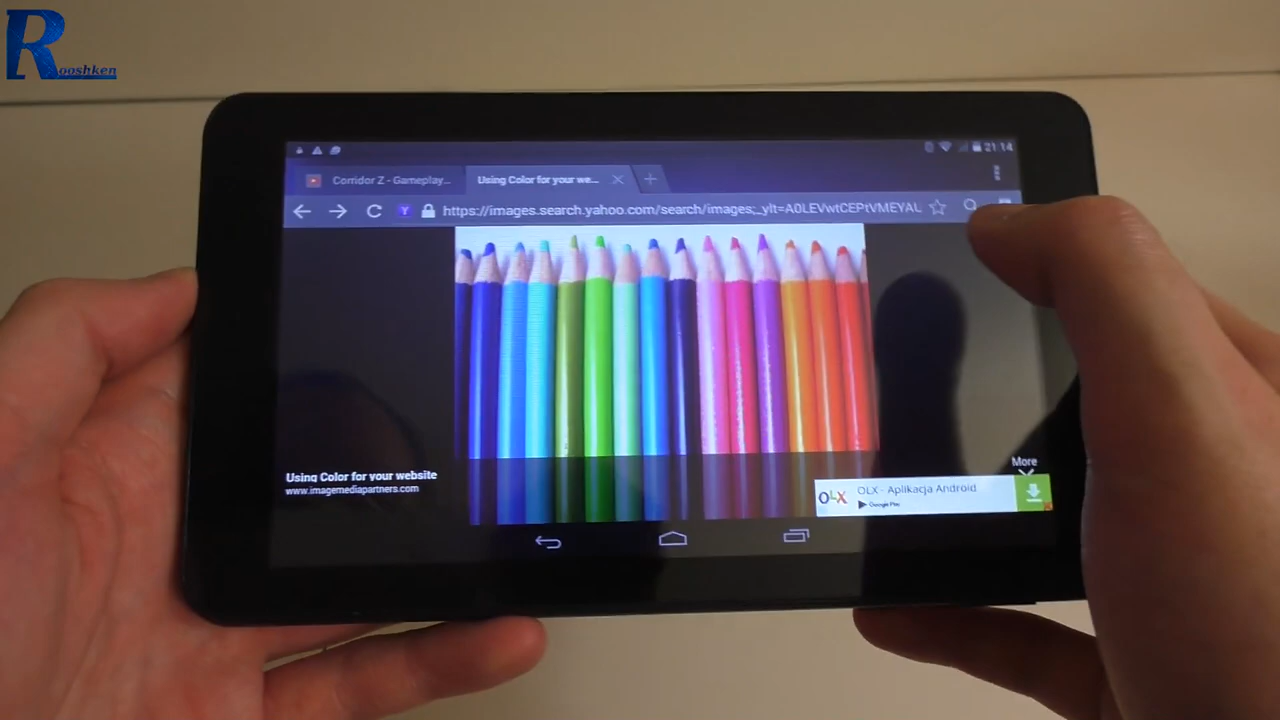 Rooshken
21:14
Corridor Z - Gameplay...
Using Color for your we...
https://images.search.yahoo.com/search/images;_ylt=A0LEVwtCEPtVMEYAU
Using Color for your website
www.imagemediapartners.com
More
OLX
OLX - Aplikacja Android
Google Play